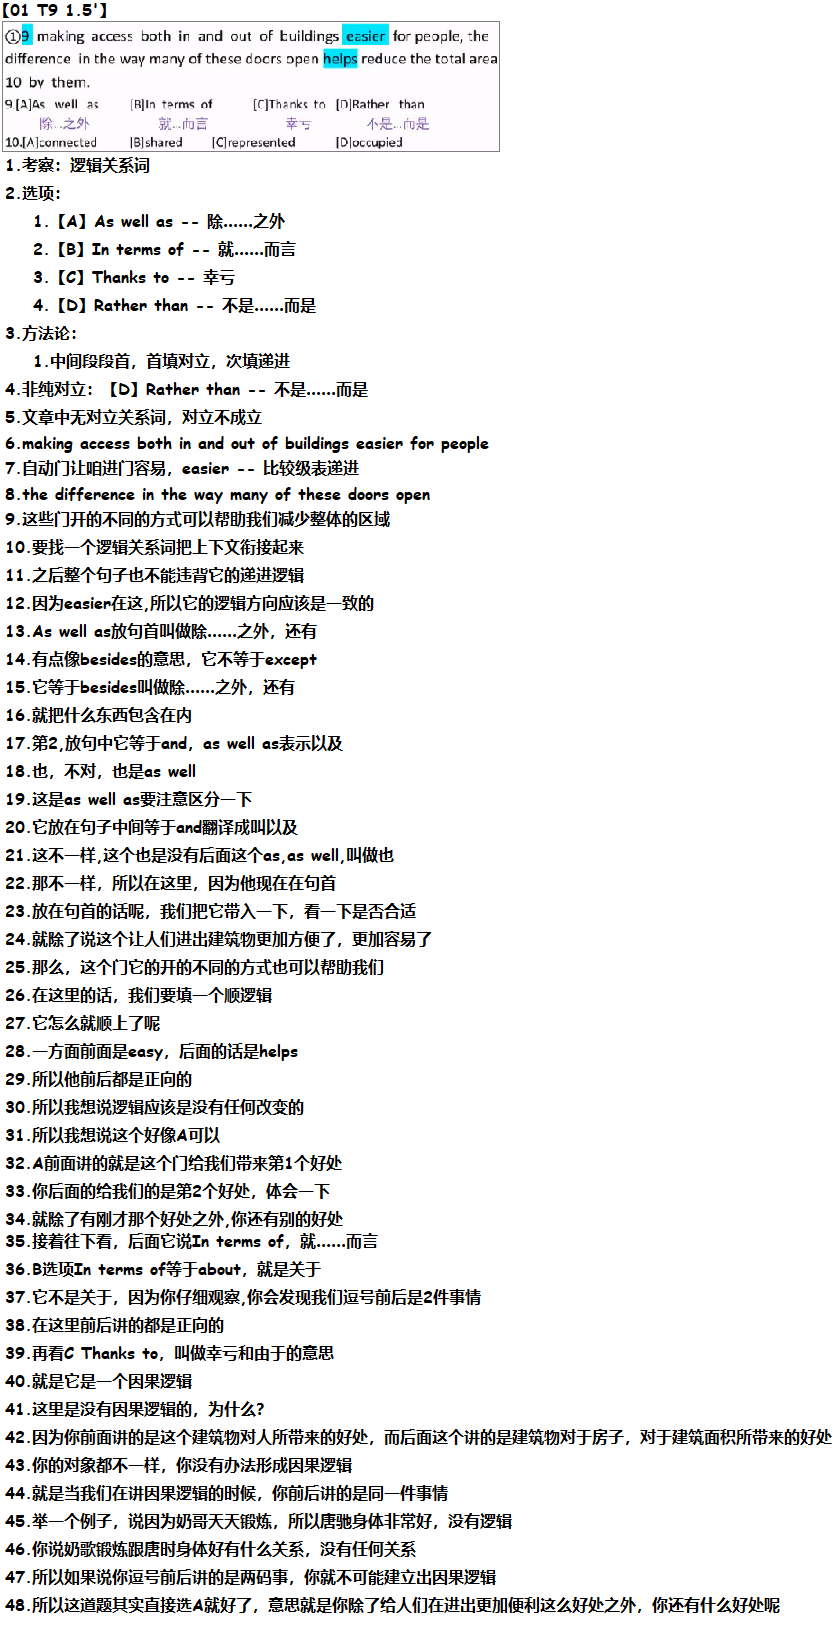 【01 T9 1.5'】
①9 making access both in and out of buildings easier for people, the
difference in the way many of these doors open helps reduce the total area
10 by them.
9.[A]As well as [B]In terms of [C]Thanks to [D]Rather than
除...之外 就...而言 幸亏 不是...而是
10.[A]connected [B]shared [C]represented [D]occupied
1.考察：逻辑关系词
2.选项：
1.【A】As well as -- 除......之外
2.【B】In terms of -- 就......而言
3.【C】Thanks to -- 幸亏
4.【D】Rather than -- 不是......而是
3.方法论：
1.中间段段首，首填对立，次填递进
4.非纯对立：【D】Rather than -- 不是......而是
5.文章中无对立关系词，对立不成立
6.making access both in and out of buildings easier for people
7.自动门让咱进门容易，easier -- 比较级表递进
8.the difference in the way many of these doors open
9.这些门开的不同的方式可以帮助我们减少整体的区域
10.要找一个逻辑关系词把上下文衔接起来
11.之后整个句子也不能违背它的递进逻辑
12.因为easier在这,所以它的逻辑方向应该是一致的
13.As well as放句首叫做除......之外，还有
14.有点像besides的意思，它不等于except
15.它等于besides叫做除......之外，还有
16.就把什么东西包含在内
17.第2,放句中它等于and，as well as表示以及
18.也，不对，也是as well
19.这是as well as要注意区分一下
20.它放在句子中间等于and翻译成叫以及
21.这不一样,这个也是没有后面这个as,as well,叫做也
22.那不一样，所以在这里，因为他现在在句首
23.放在句首的话呢，我们把它带入一下，看一下是否合适
24.就除了说这个让人们进出建筑物更加方便了，更加容易了
25.那么，这个门它的开的不同的方式也可以帮助我们
26.在这里的话，我们要填一个顺逻辑
27.它怎么就顺上了呢
28.一方面前面是easy，后面的话是helps
29.所以他前后都是正向的
30.所以我想说逻辑应该是没有任何改变的
31.所以我想说这个好像A可以
32.A前面讲的就是这个门给我们带来第1个好处
33.你后面的给我们的是第2个好处，体会一下
34.就除了有刚才那个好处之外,你还有别的好处
35.接着往下看，后面它说In terms of，就......而言
36.B选项In terms of等于about，就是关于
37.它不是关于，因为你仔细观察,你会发现我们逗号前后是2件事情
38.在这里前后讲的都是正向的
39.再看C Thanks to，叫做幸亏和由于的意思
40.就是它是一个因果逻辑
41.这里是没有因果逻辑的，为什么？
42.因为你前面讲的是这个建筑物对人所带来的好处，而后面这个讲的是建筑物对于房子，对于建筑面积所带来的好处
43.你的对象都不一样，你没有办法形成因果逻辑
44.就是当我们在讲因果逻辑的时候，你前后讲的是同一件事情
45.举一个例子，说因为奶哥天天锻炼，所以唐驰身体非常好，没有逻辑
46.你说奶歌锻炼跟唐时身体好有什么关系，没有任何关系
47.所以如果说你逗号前后讲的是两码事，你就不可能建立出因果逻辑
48.所以这道题其实直接选A就好了，意思就是你除了给人们在进出更加便利这么好处之外，你还有什么好处呢